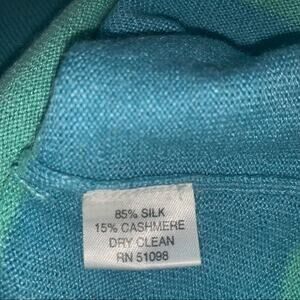 85% SILK
15% CASHMERE
DRY CLEAN
RN 51098